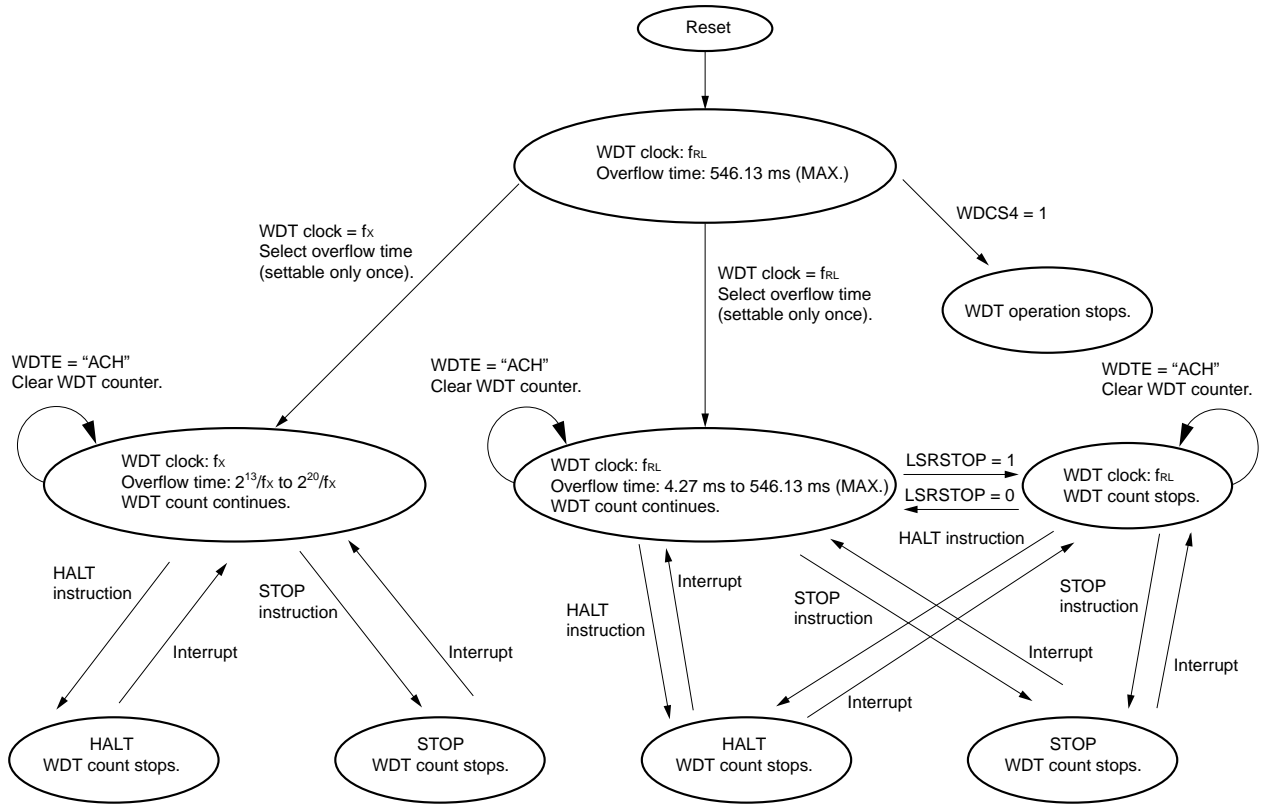 Reset
WDT clock: fRL
Overflow time: 546.13 ms (MAX.)
WDCS4 = 1
WDT clock = fX
Select overflow time
(settable only once).
WDT clock = fRL
Select overflow time
(settable only once).
WDT operation stops.
WDTE = “ACH”
Clear WDT counter.
WDTE = “ACH”
Clear WDT counter.
WDTE = “ACH”
Clear WDT counter.
WDT clock: fX
Overflow time: 2^13/fX to 2^20/fX
WDT count continues.
WDT clock: fRL
Overflow time: 4.27 ms to 546.13 ms (MAX.)
WDT count continues.
LSRSTOP = 1
LSRSTOP = 0
WDT clock: fRL
WDT count stops.
HALT instruction
HALT
instruction
STOP
instruction
Interrupt
Interrupt
HALT
instruction
Interrupt
STOP
instruction
STOP
instruction
Interrupt
Interrupt
Interrupt
HALT
WDT count stops.
STOP
WDT count stops.
HALT
WDT count stops.
STOP
WDT count stops.